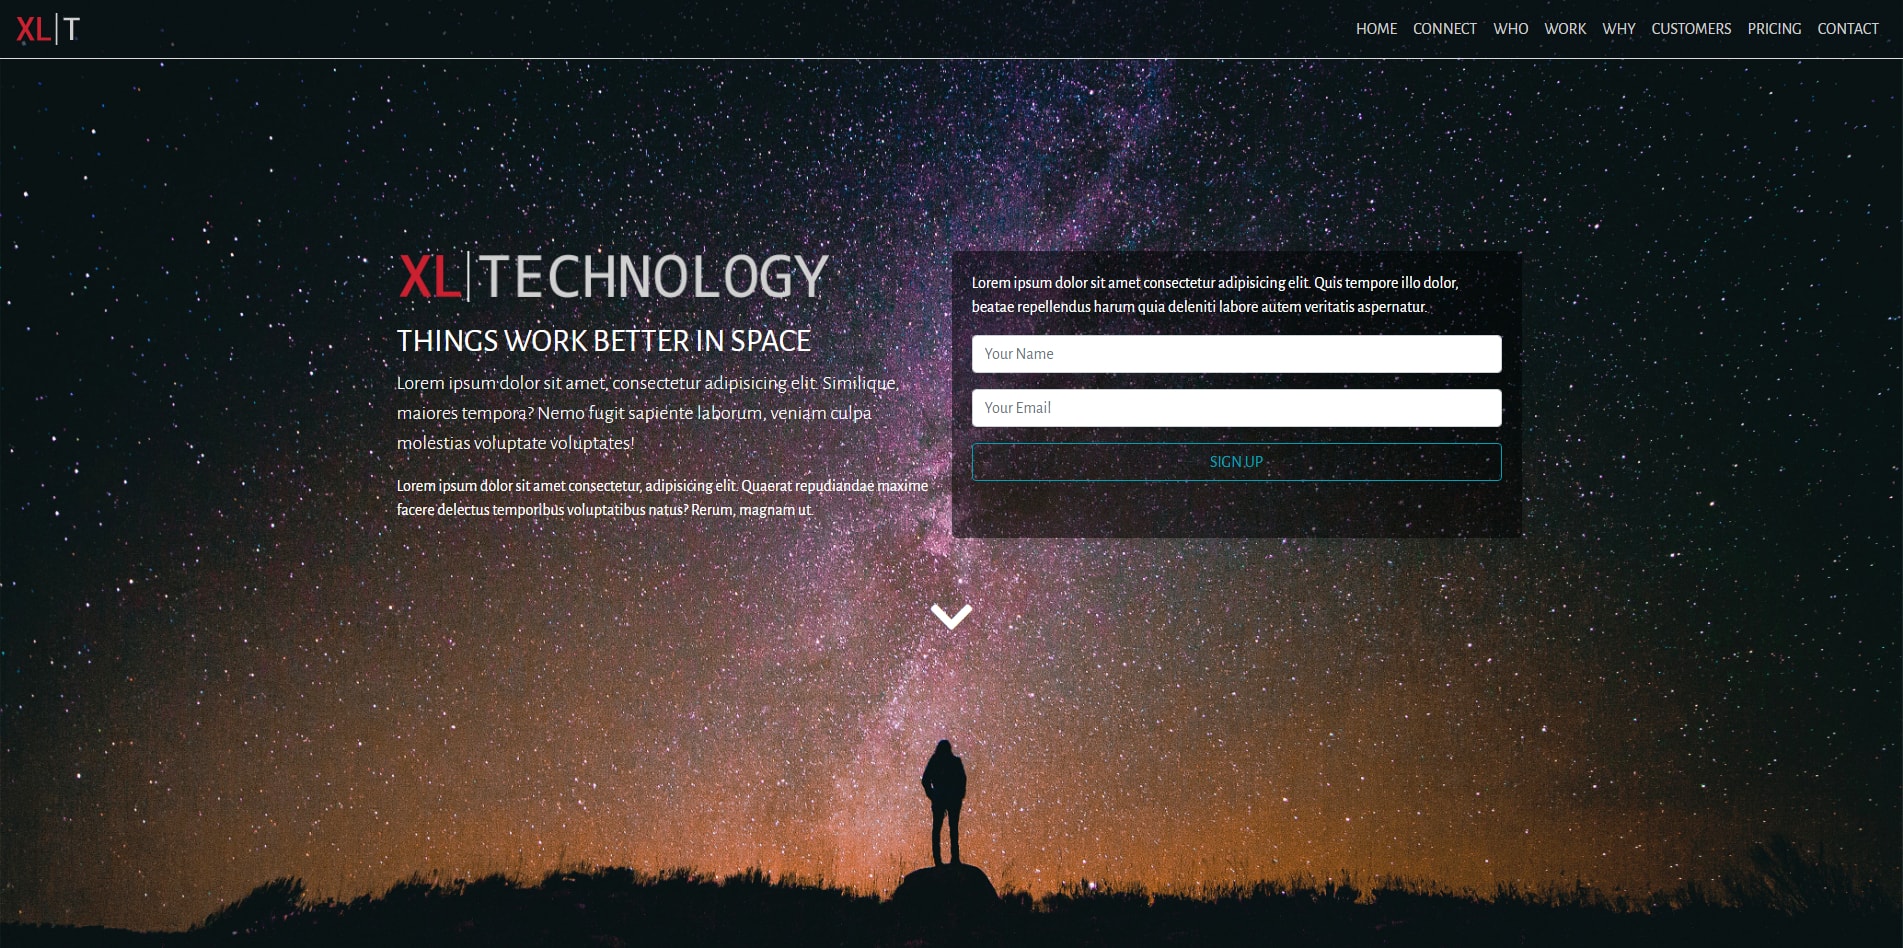 XL|T
HOME CONNECT WHO WORK WHY CUSTOMERS PRICING CONTACT
XL|TECHNOLOGY
THINGS WORK BETTER IN SPACE
Lorem ipsum dolor sit amet, consectetur adipisicing elit. Similique,
maiores tempora? Nemo fugit sapiente laborum, veniam culpa
molestias voluptate voluptates!
Lorem ipsum dolor sit amet consectetur, adipisicing elit. Quaerat repudiandae maxime
facere delectus temporibus voluptatibus natus? Rerum, magnam ut.
Lorem ipsum dolor sit amet consectetur adipisicing elit. Quis tempore illo dolor,
beatae repellendus harum quia deleniti labore autem veritatis aspernatur.
Your Name
Your Email
SIGN UP